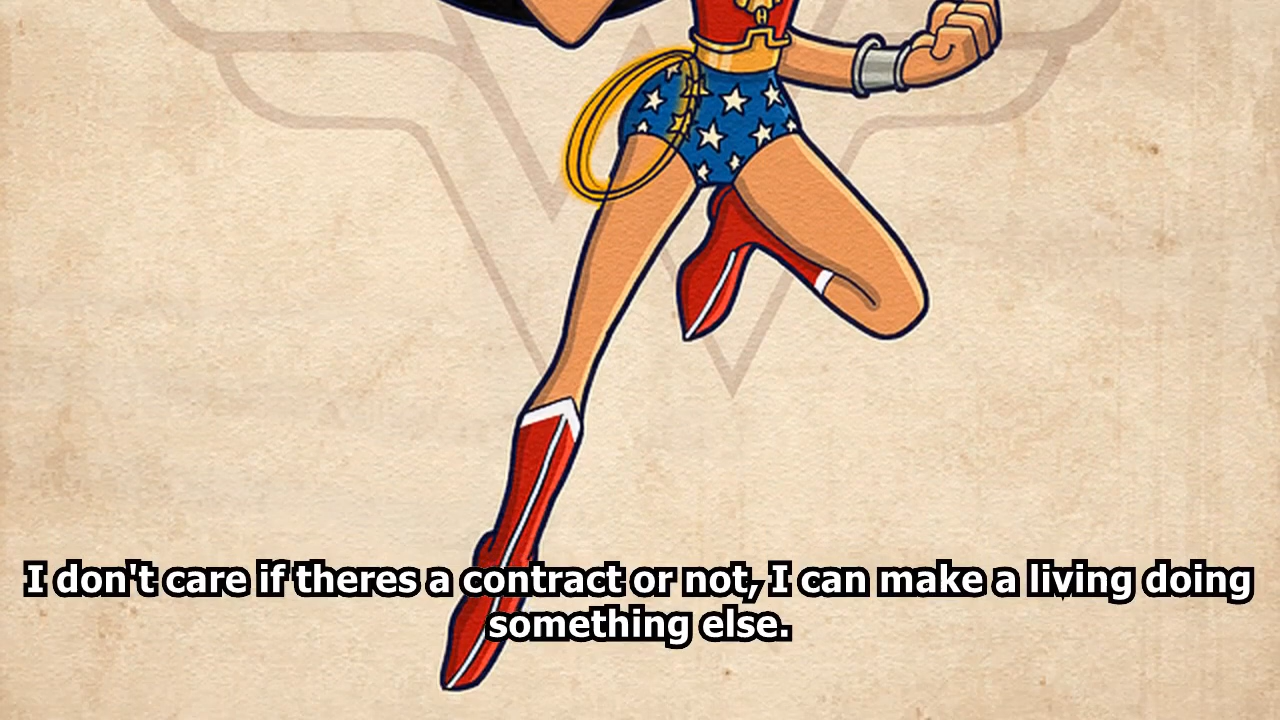 I don't care if theres a contract or not, I can make a living doing
something else.